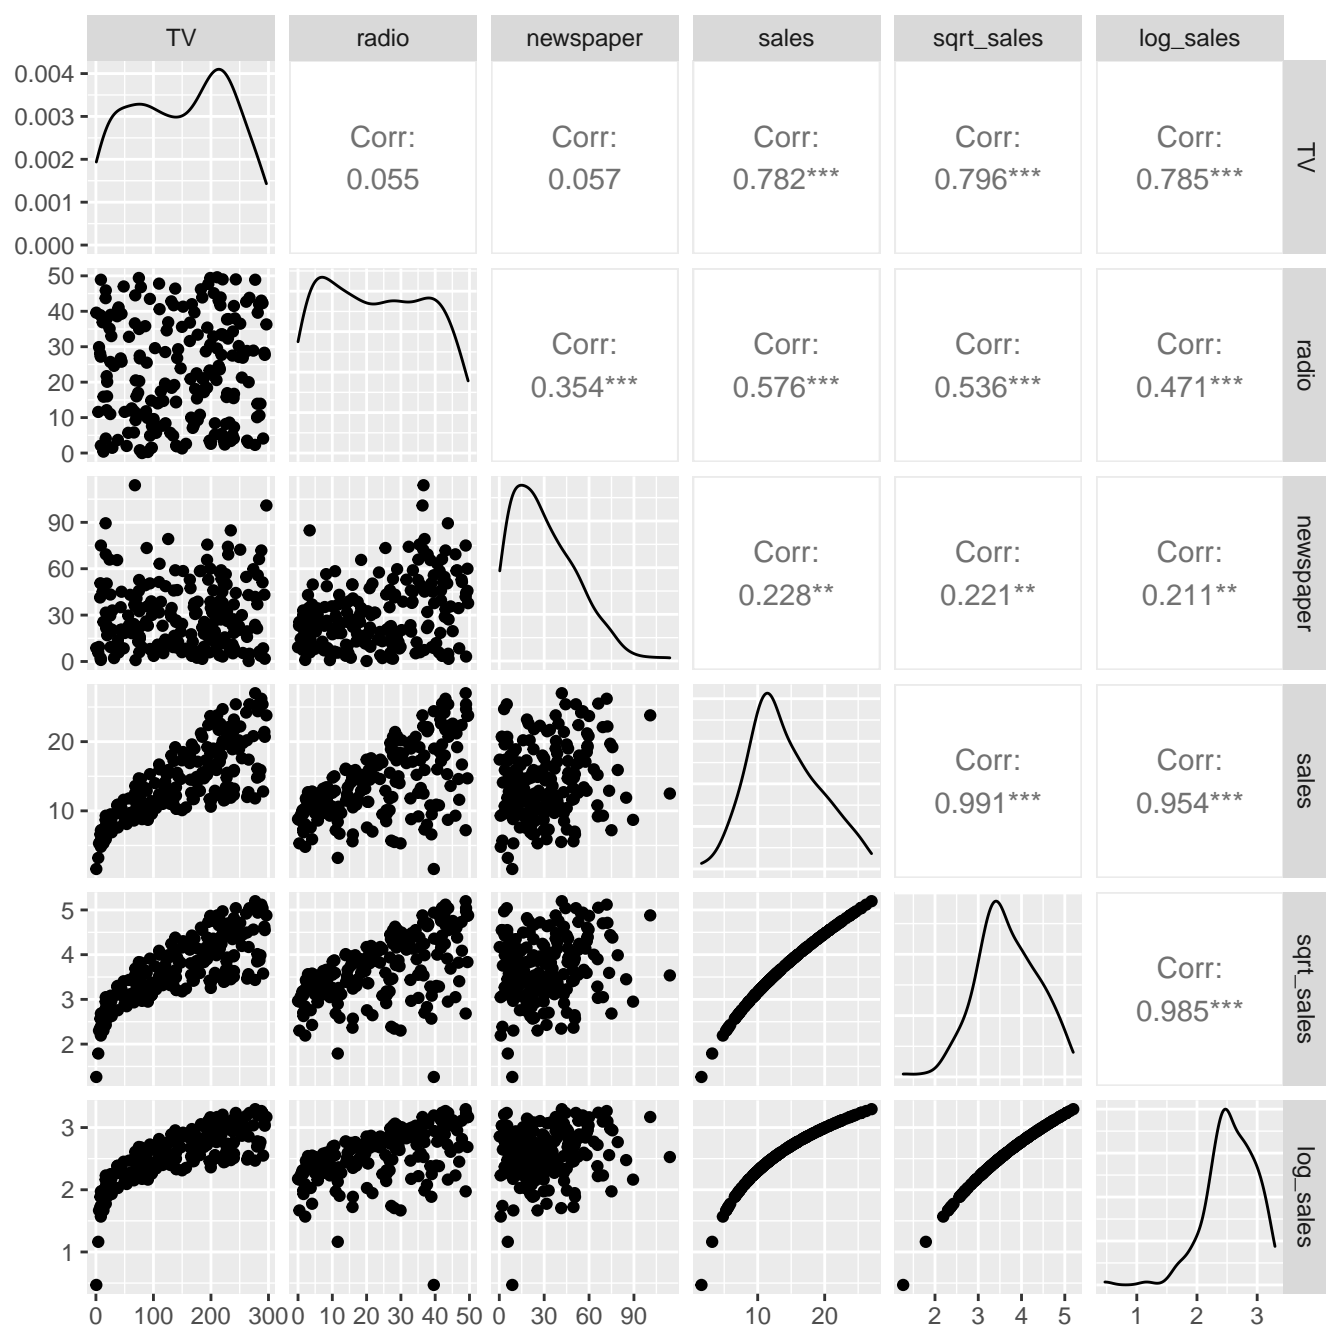 TV radio newspaper sales sqrt_sales log_sales
0.004
0.003
0.002
0.001
0.000
Corr:
0.055
Corr:
0.057
Corr:
0.782***
Corr:
0.796***
Corr:
0.785***
TV
50
40
30
20
10
0
Corr:
0.354***
Corr:
0.576***
Corr:
0.536***
Corr:
0.471***
radio
90
60
30
0
Corr:
0.228**
Corr:
0.221**
Corr:
0.211**
newspaper
20
10
Corr:
0.991***
Corr:
0.954***
sales
5
4
3
2
Corr:
0.985***
sqrt_sales
3
2
1
log_sales
0 100 200 300
0 10 20 30 40 50
0 30 60 90
10 20
2 3 4 5
1 2 3